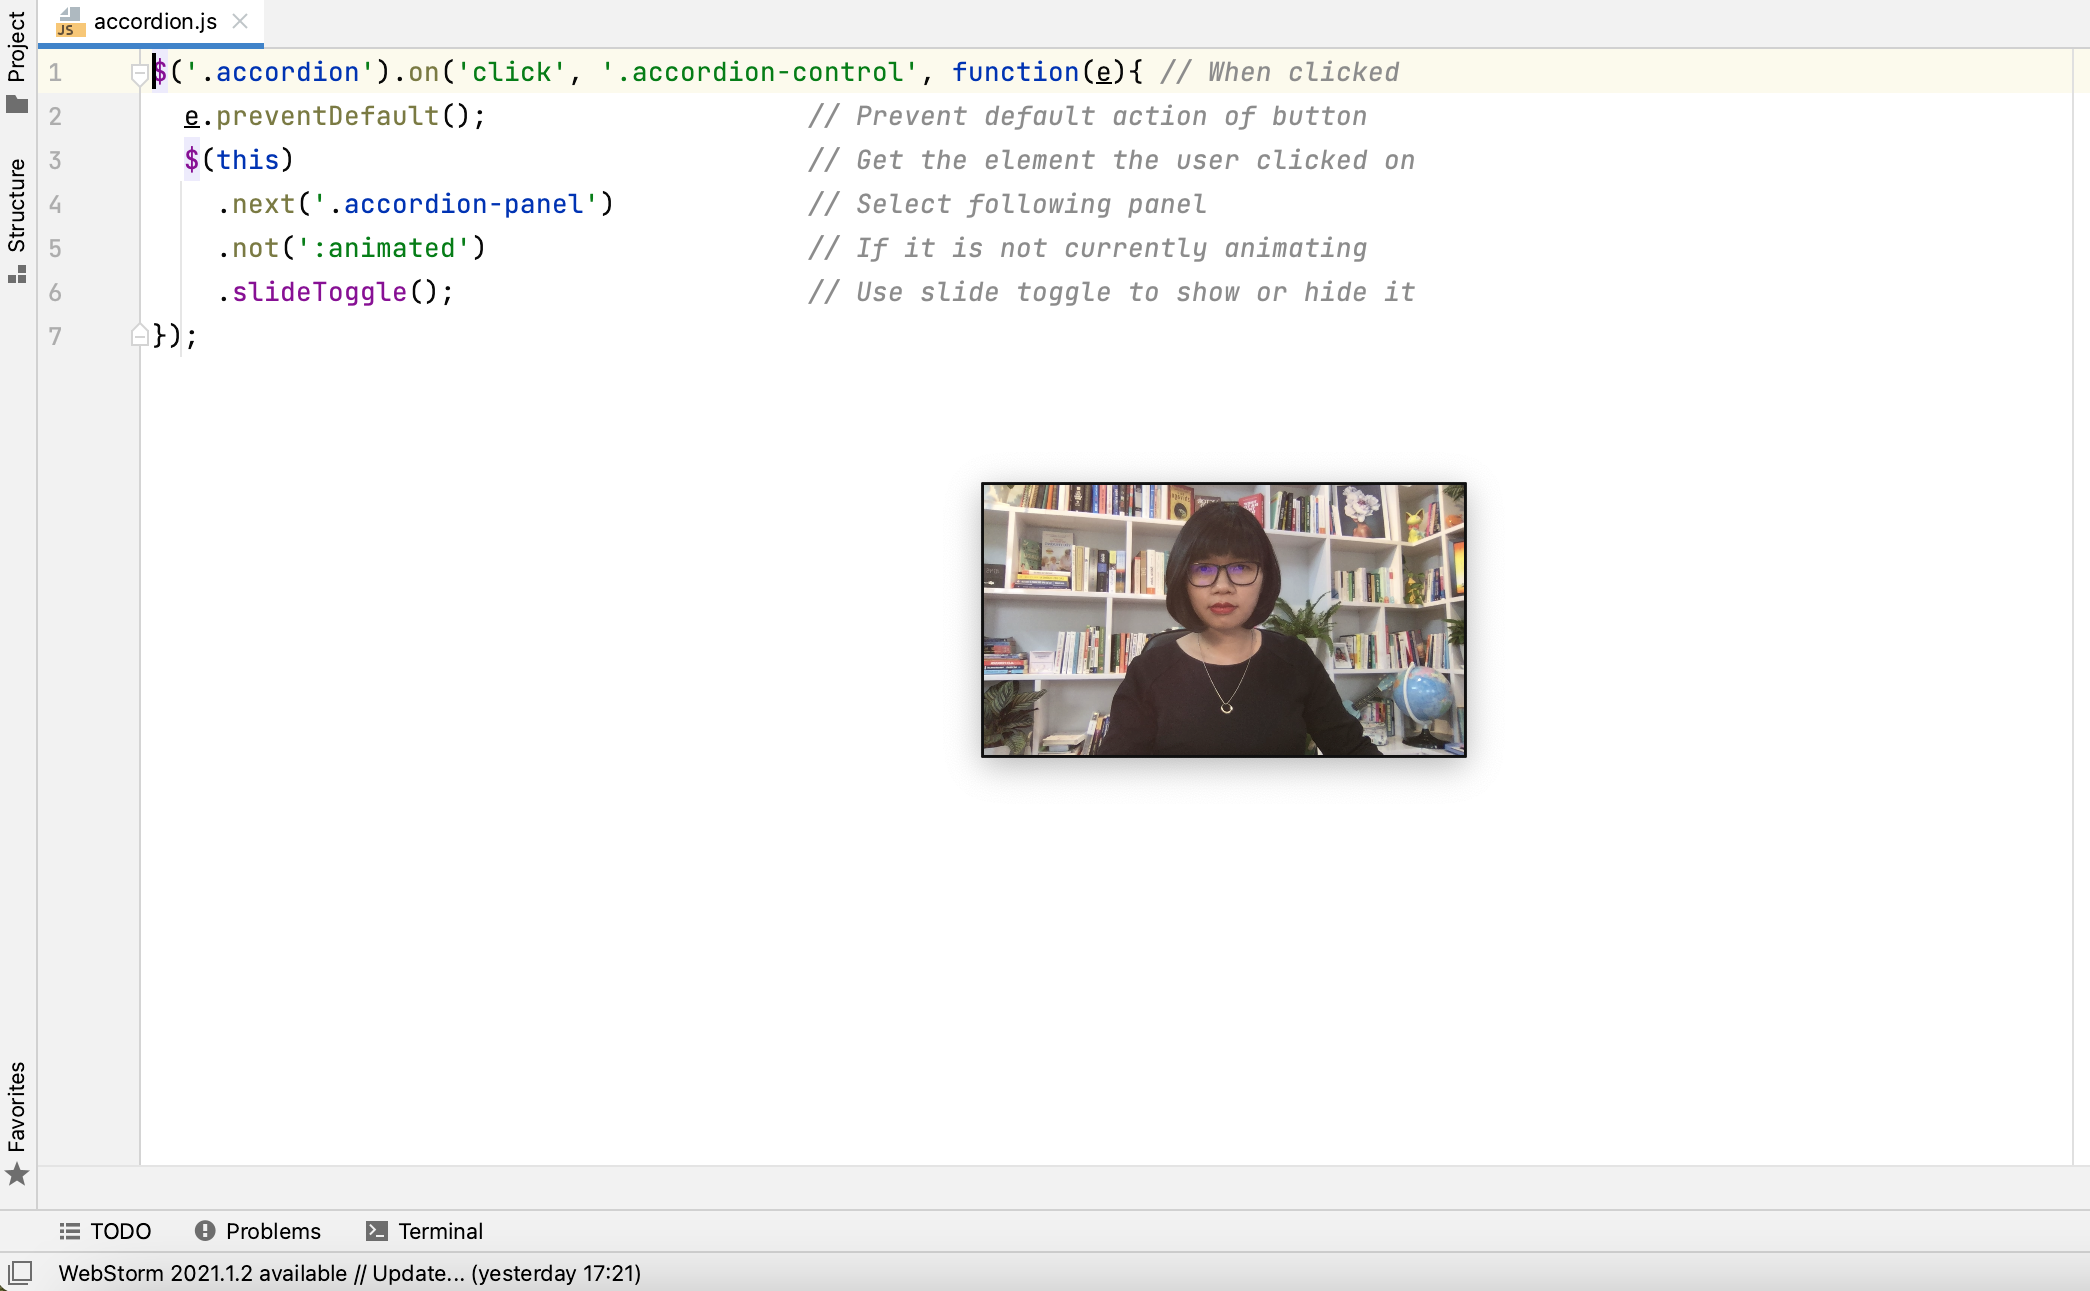 Project
Structure
Favorites
JS accordion.js
1 $('.accordion').on('click', '.accordion-control', function(e){ // When clicked
2 e.preventDefault(); // Prevent default action of button
3 $(this) // Get the element the user clicked on
4 .next('.accordion-panel') // Select following panel
5 .not(':animated') // If it is not currently animating
6 .slideToggle(); // Use slide toggle to show or hide it
7 });
TODO Problems Terminal
WebStorm 2021.1.2 available // Update... (yesterday 17:21)